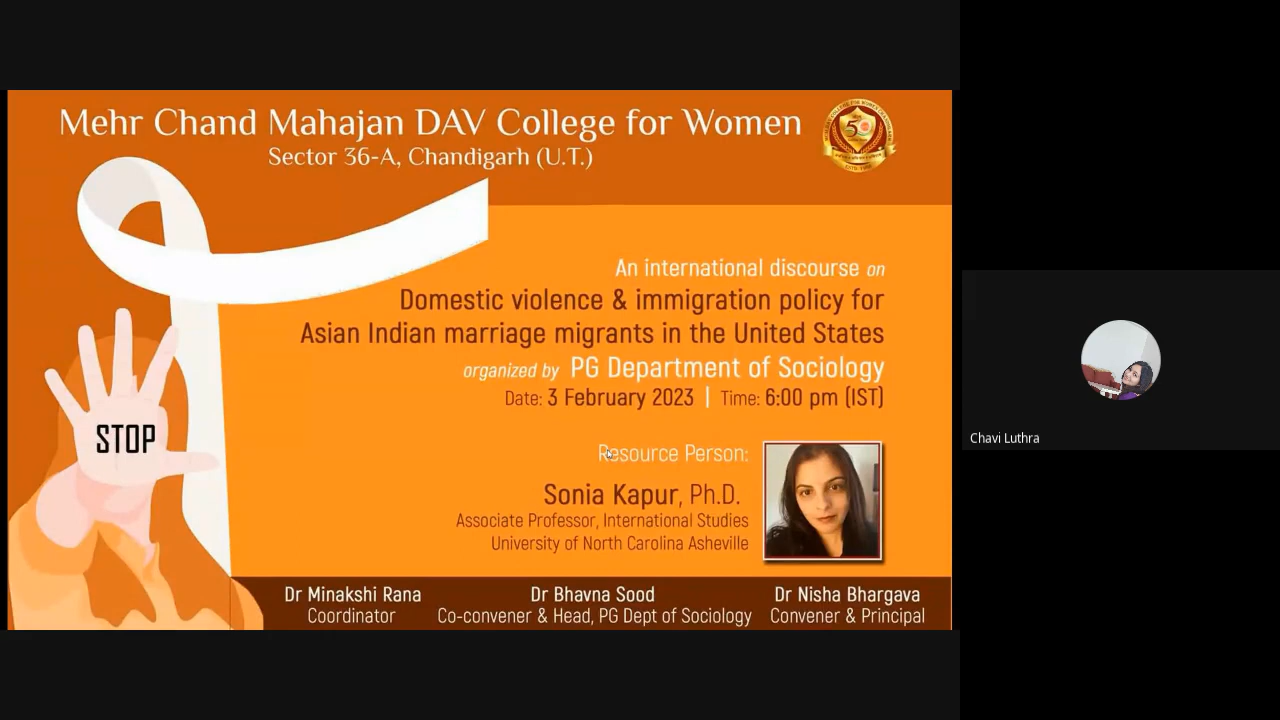 Mehr Chand Mahajan DAV College for Women
Sector 36-A, Chandigarh (U.T.)
50
An international discourse on
Domestic violence & immigration policy for
Asian Indian marriage migrants in the United States
organized by PG Department of Sociology
Date: 3 February 2023 | Time: 6:00 pm (IST)
STOP
Resource Person:
Sonia Kapur, Ph.D.
Associate Professor, International Studies
University of North Carolina Asheville
Dr Minakshi Rana
Coordinator
Dr Bhavna Sood
Co-convener & Head, PG Dept of Sociology
Dr Nisha Bhargava
Convener & Principal
Chavi Luthra